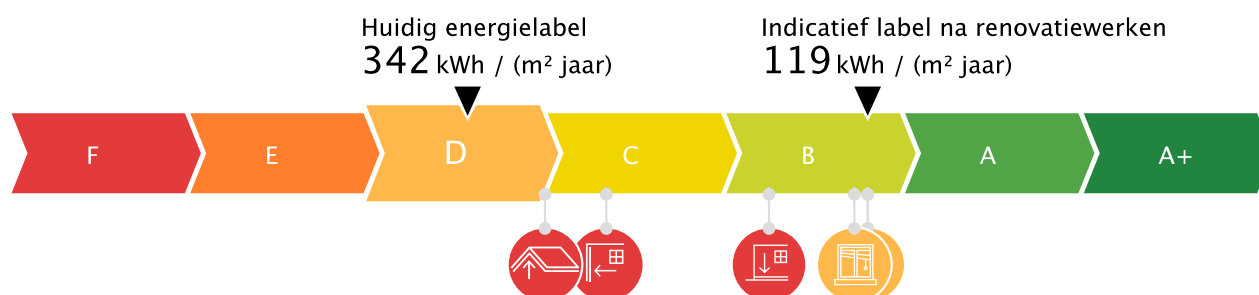 Huidig energielabel
342 kWh / (m² jaar)
Indicatief label na renovatiewerken
119 kWh / (m² jaar)
F E D C B A A+